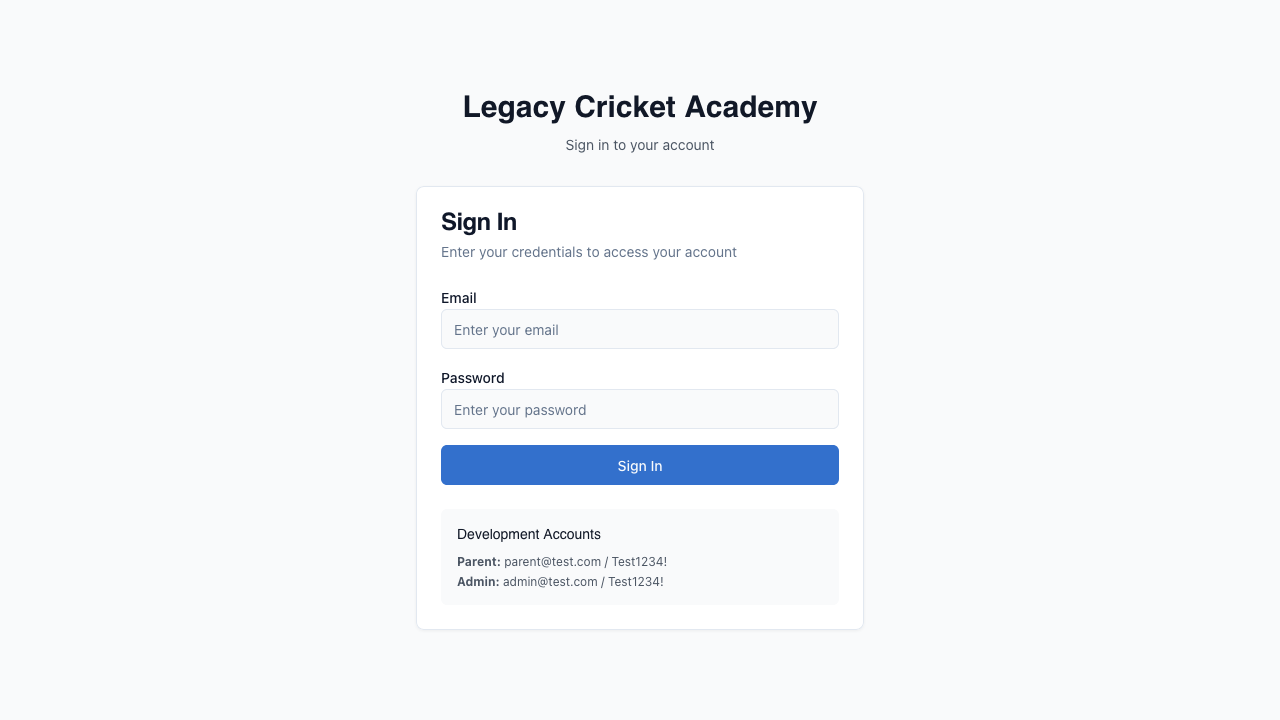 Legacy Cricket Academy
Sign in to your account
Sign In
Enter your credentials to access your account
Email
Enter your email
Password
Enter your password
Sign In
Development Accounts
Parent: parent@test.com / Test1234!
Admin: admin@test.com / Test1234!